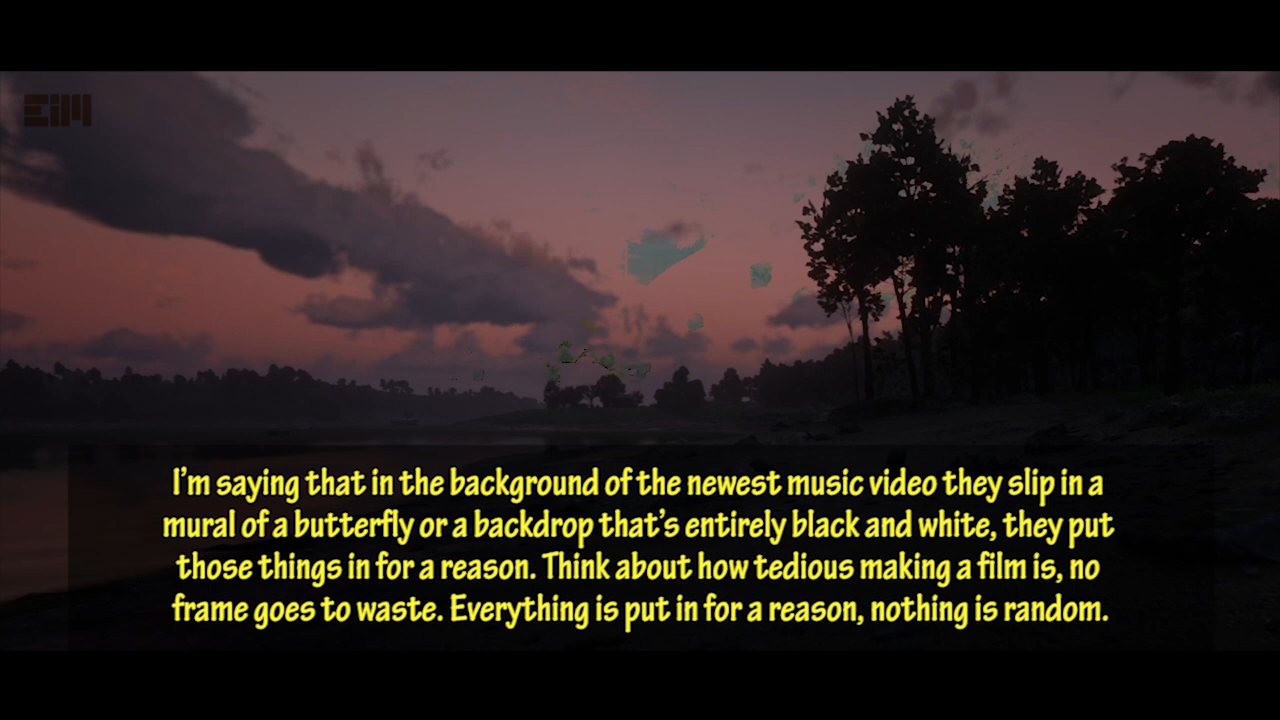 EiM
I'm saying that in the background of the newest music video they slip in a
mural of a butterfly or a backdrop that's entirely black and white, they put
those things in for a reason. Think about how tedious making a film is, no
frame goes to waste. Everything is put in for a reason, nothing is random.